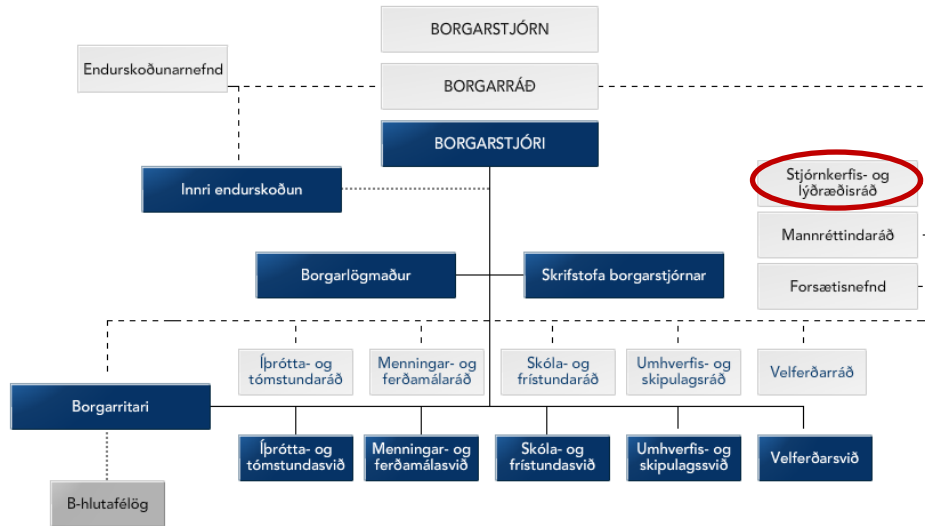 BORGARSTJÓRN
Endurskoðunarnefnd
BORGARRÁÐ
BORGARSTJÓRI
Innri endurskoðun
Stjórnkerfis- og
lýðræðisráð
Mannréttindaráð
Borgarlögmaður
Skrifstofa borgarstjórnar
Forsætisnefnd
Íþrótta- og
tómstundaráð
Menningar- og
ferðamálaráð
Skóla- og
frístundaráð
Umhverfis- og
skipulagsráð
Velferðarráð
Borgarritari
Íþrótta- og
tómstundasvið
Menningar- og
ferðamálasvið
Skóla- og
frístundasvið
Umhverfis- og
skipulagssvið
Velferðarsvið
B-hlutafélög